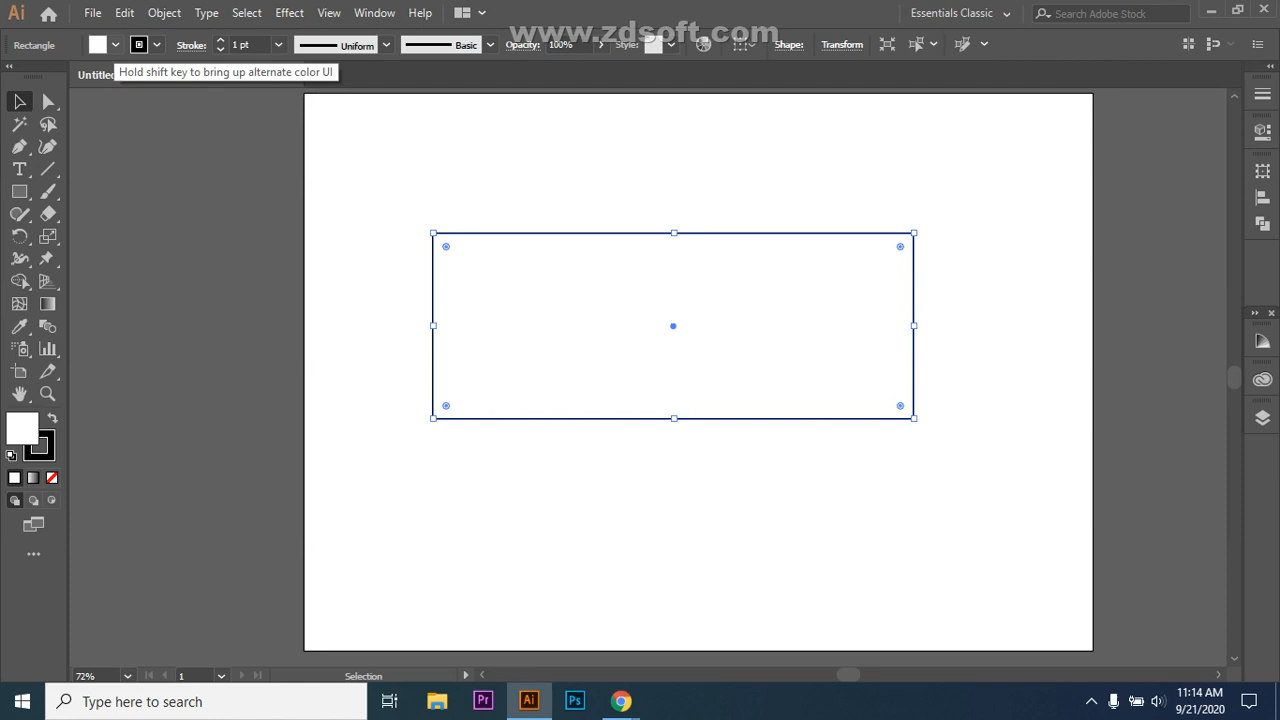 Ai File Edit Object Type Select Effect View Window Help Essentials Classic Search Adobe Stock
www.zdsoft.com
Rectangle Stroke: 1 pt Uniform Basic Opacity: 100% Style: Shape: Transform
Untitled
Hold shift key to bring up alternate color UI
T
72% 1 Selection
Type here to search Pr Ai Ps 11:14 AM
9/21/2020